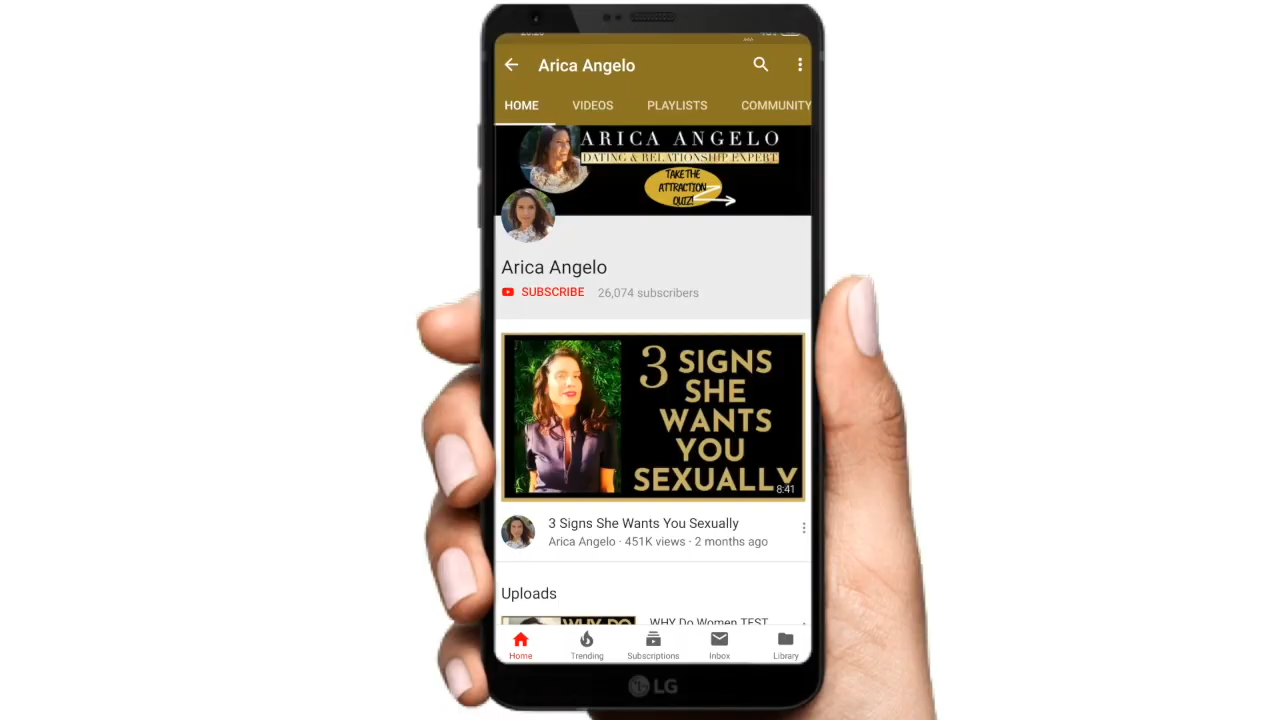 Arica Angelo
HOME VIDEOS PLAYLISTS COMMUNITY
ARICA ANGELO
DATING & RELATIONSHIP EXPERT
TAKE THE
ATTRACTION
QUIZ!
Arica Angelo
SUBSCRIBE 26,074 subscribers
3 SIGNS
SHE
WANTS
YOU
SEXUALLY
8:41
3 Signs She Wants You Sexually
Arica Angelo · 451K views · 2 months ago
Uploads
WHY DO
WHY Do Women TEST
Home Trending Subscriptions Inbox Library
LG